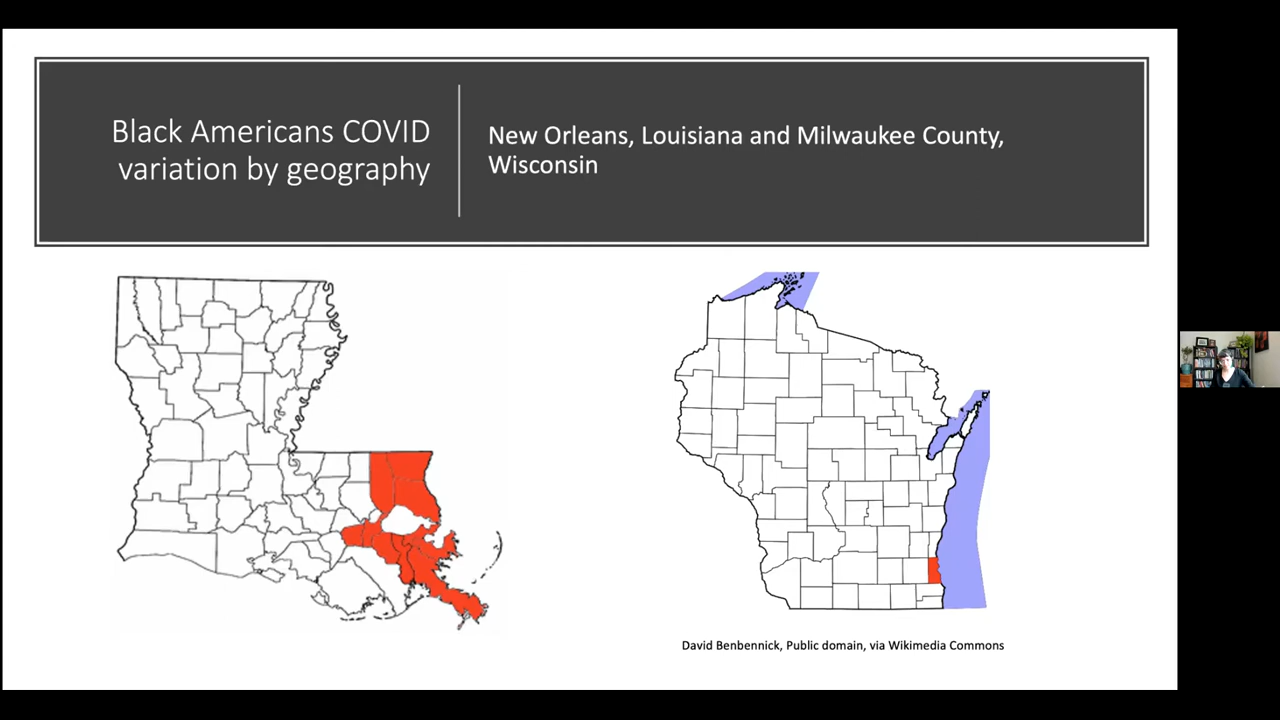 Black Americans COVID
variation by geography
New Orleans, Louisiana and Milwaukee County,
Wisconsin
David Benbennick, Public domain, via Wikimedia Commons